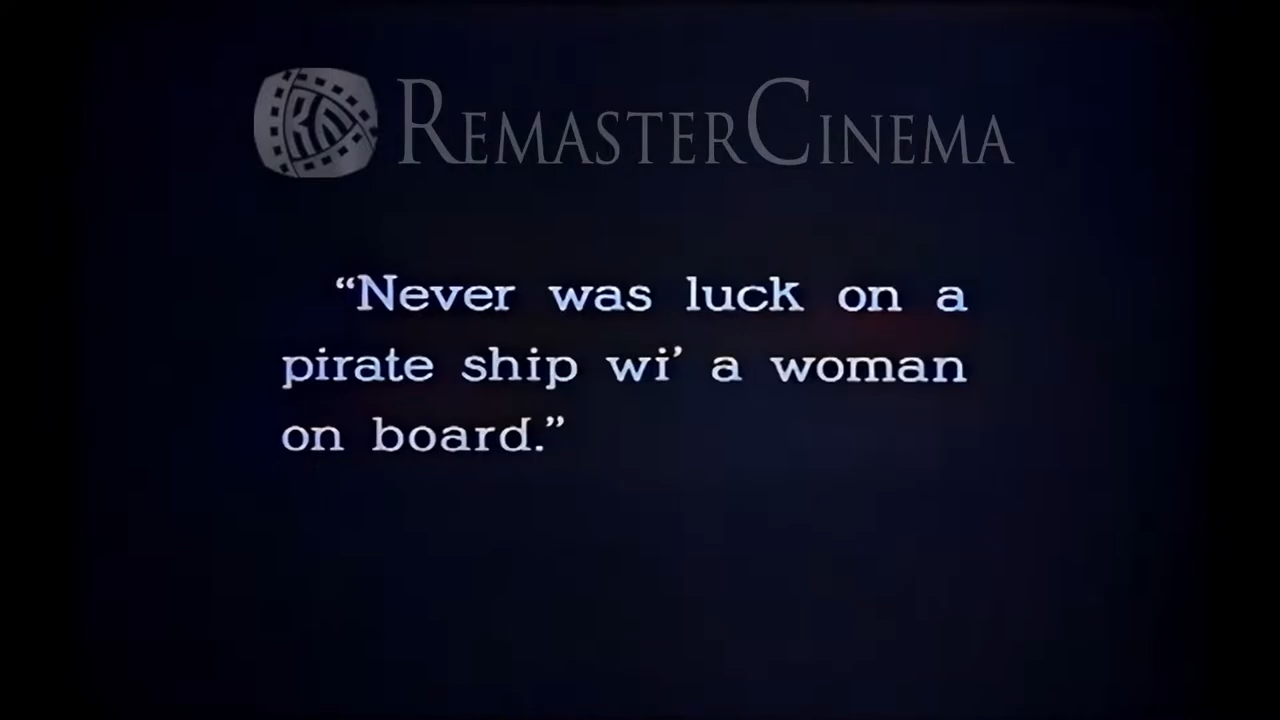 REMASTERCINEMA
“Never was luck on a
pirate ship wi’ a woman
on board.”